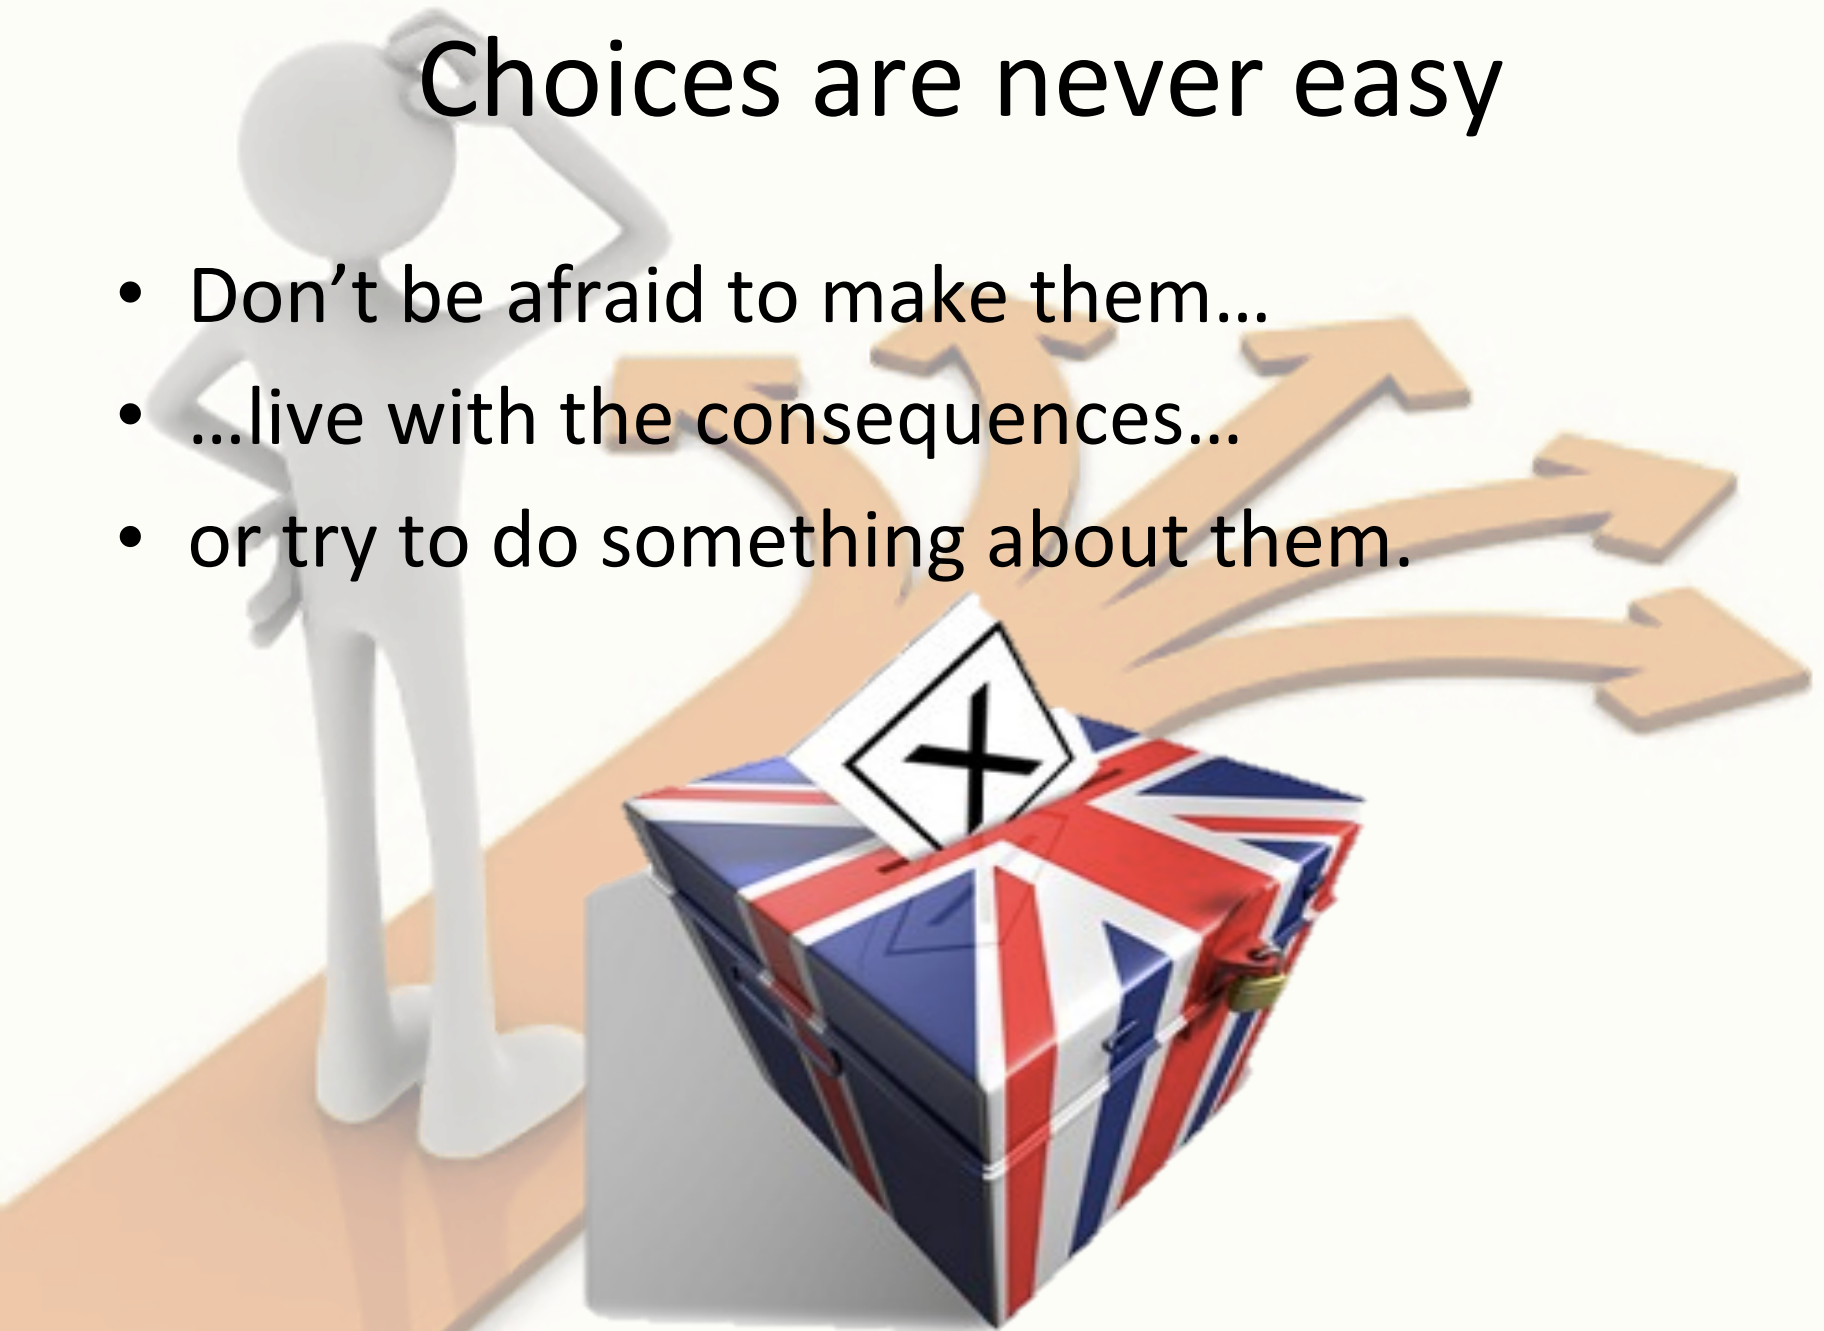 Choices are never easy
• Don’t be afraid to make them…
• …live with the consequences…
• or try to do something about them.
X